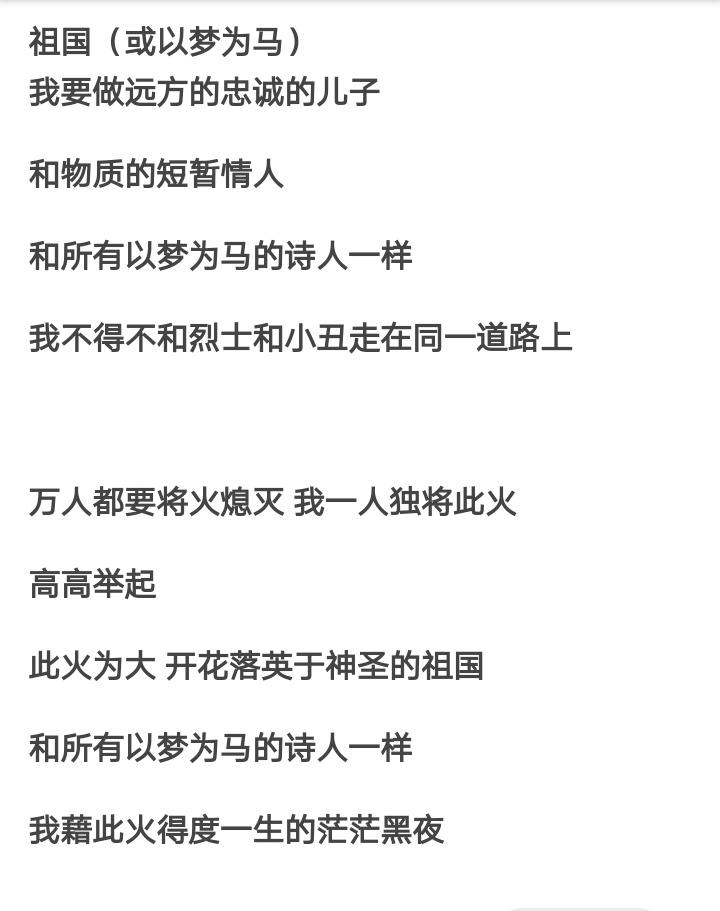 祖国（或以梦为马）
我要做远方的忠诚的儿子
和物质的短暂情人
和所有以梦为马的诗人一样
我不得不和烈士和小丑走在同一道路上
万人都要将火熄灭 我一人独将此火
高高举起
此火为大 开花落英于神圣的祖国
和所有以梦为马的诗人一样
我藉此火得度一生的茫茫黑夜